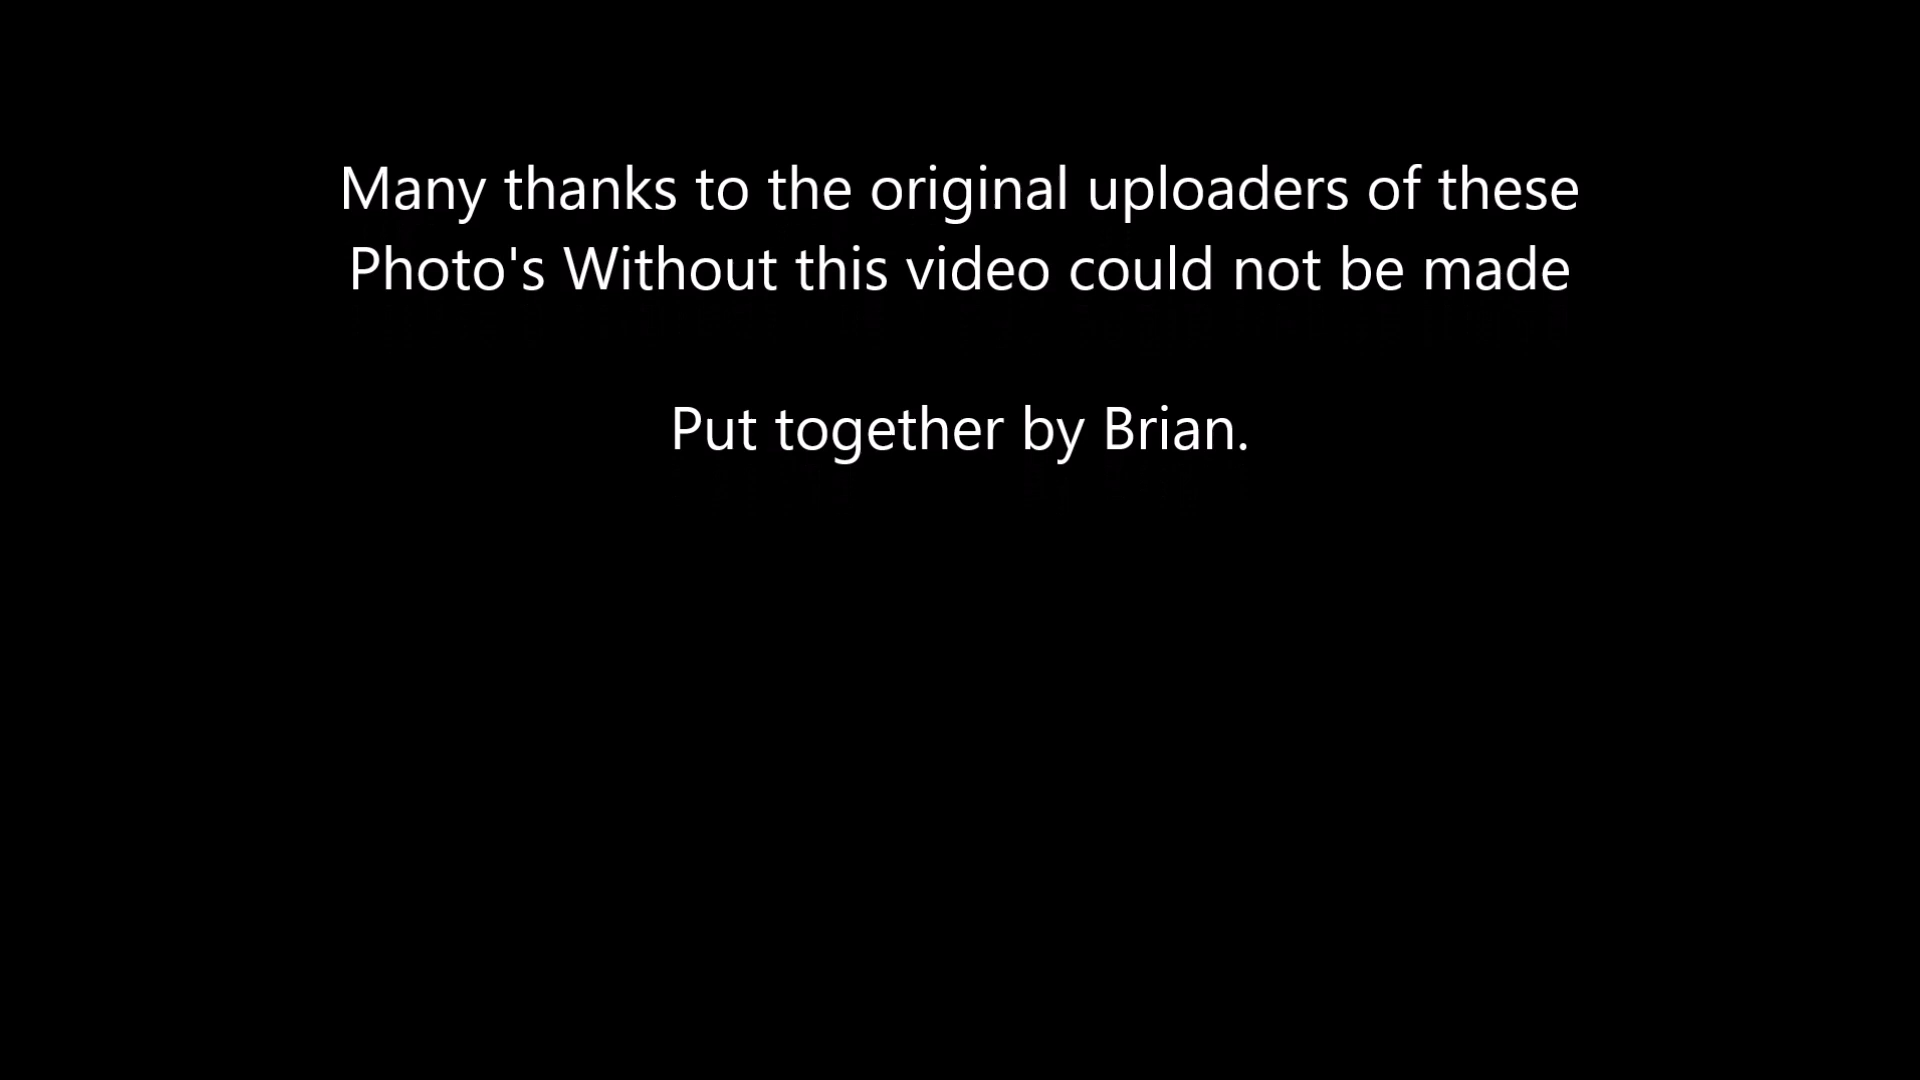 Many thanks to the original uploaders of these
Photo's Without this video could not be made
Put together by Brian.